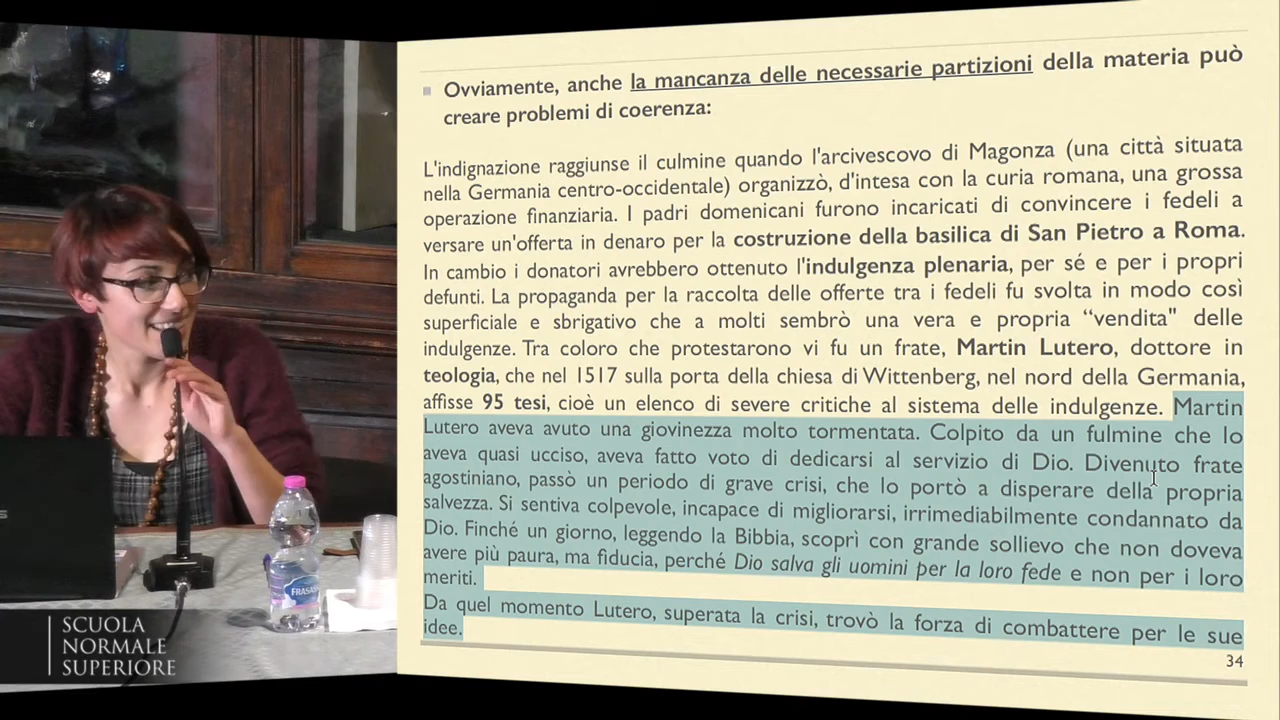 Ovviamente, anche la mancanza delle necessarie partizioni della materia può
creare problemi di coerenza:
L'indignazione raggiunse il culmine quando l'arcivescovo di Magonza (una città situata
nella Germania centro-occidentale) organizzò, d'intesa con la curia romana, una grossa
operazione finanziaria. I padri domenicani furono incaricati di convincere i fedeli a
versare un'offerta in denaro per la costruzione della basilica di San Pietro a Roma.
In cambio i donatori avrebbero ottenuto l'indulgenza plenaria, per sé e per i propri
defunti. La propaganda per la raccolta delle offerte tra i fedeli fu svolta in modo così
superficiale e sbrigativo che a molti sembrò una vera e propria “vendita" delle
indulgenze. Tra coloro che protestarono vi fu un frate, Martin Lutero, dottore in
teologia, che nel 1517 sulla porta della chiesa di Wittenberg, nel nord della Germania,
affisse 95 tesi, cioè un elenco di severe critiche al sistema delle indulgenze. Martin
Lutero aveva avuto una giovinezza molto tormentata. Colpito da un fulmine che lo
aveva quasi ucciso, aveva fatto voto di dedicarsi al servizio di Dio. Divenuto frate
agostiniano, passò un periodo di grave crisi, che lo portò a disperare della propria
salvezza. Si sentiva colpevole, incapace di migliorarsi, irrimediabilmente condannato da
Dio. Finché un giorno, leggendo la Bibbia, scoprì con grande sollievo che non doveva
avere più paura, ma fiducia, perché Dio salva gli uomini per la loro fede e non per i loro
meriti.
Da quel momento Lutero, superata la crisi, trovò la forza di combattere per le sue
idee.
34
FRASASSI
SCUOLA
NORMALE
SUPERIORE